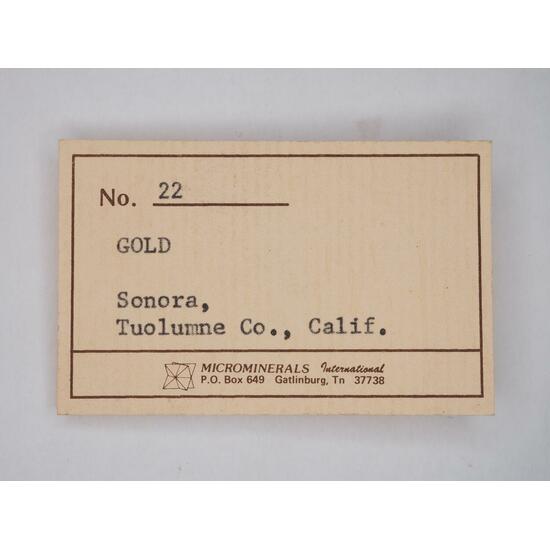 No. 22
GOLD
Sonora,
Tuolumne Co., Calif.
MICROMINERALS International
P.O. Box 649 Gatlinburg, Tn 37738